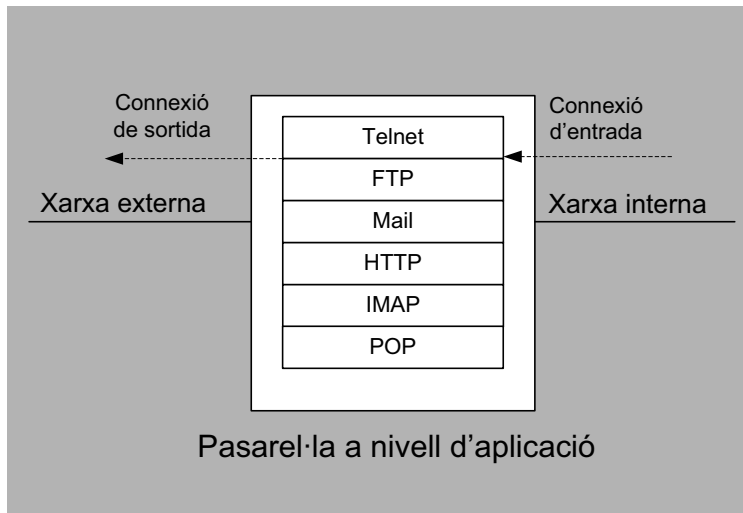 Connexió
de sortida
Connexió
d'entrada
Telnet
FTP
Xarxa externa
Mail
Xarxa interna
HTTP
IMAP
POP
Pasarel·la a nivell d'aplicació